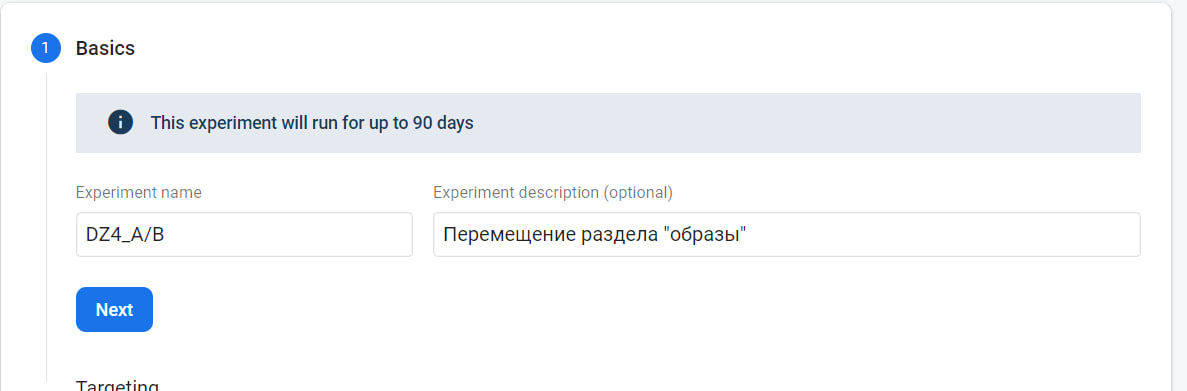 1 Basics
This experiment will run for up to 90 days
Experiment name Experiment description (optional)
DZ4_A/B Перемещение раздела "образы"
Next
Targeting